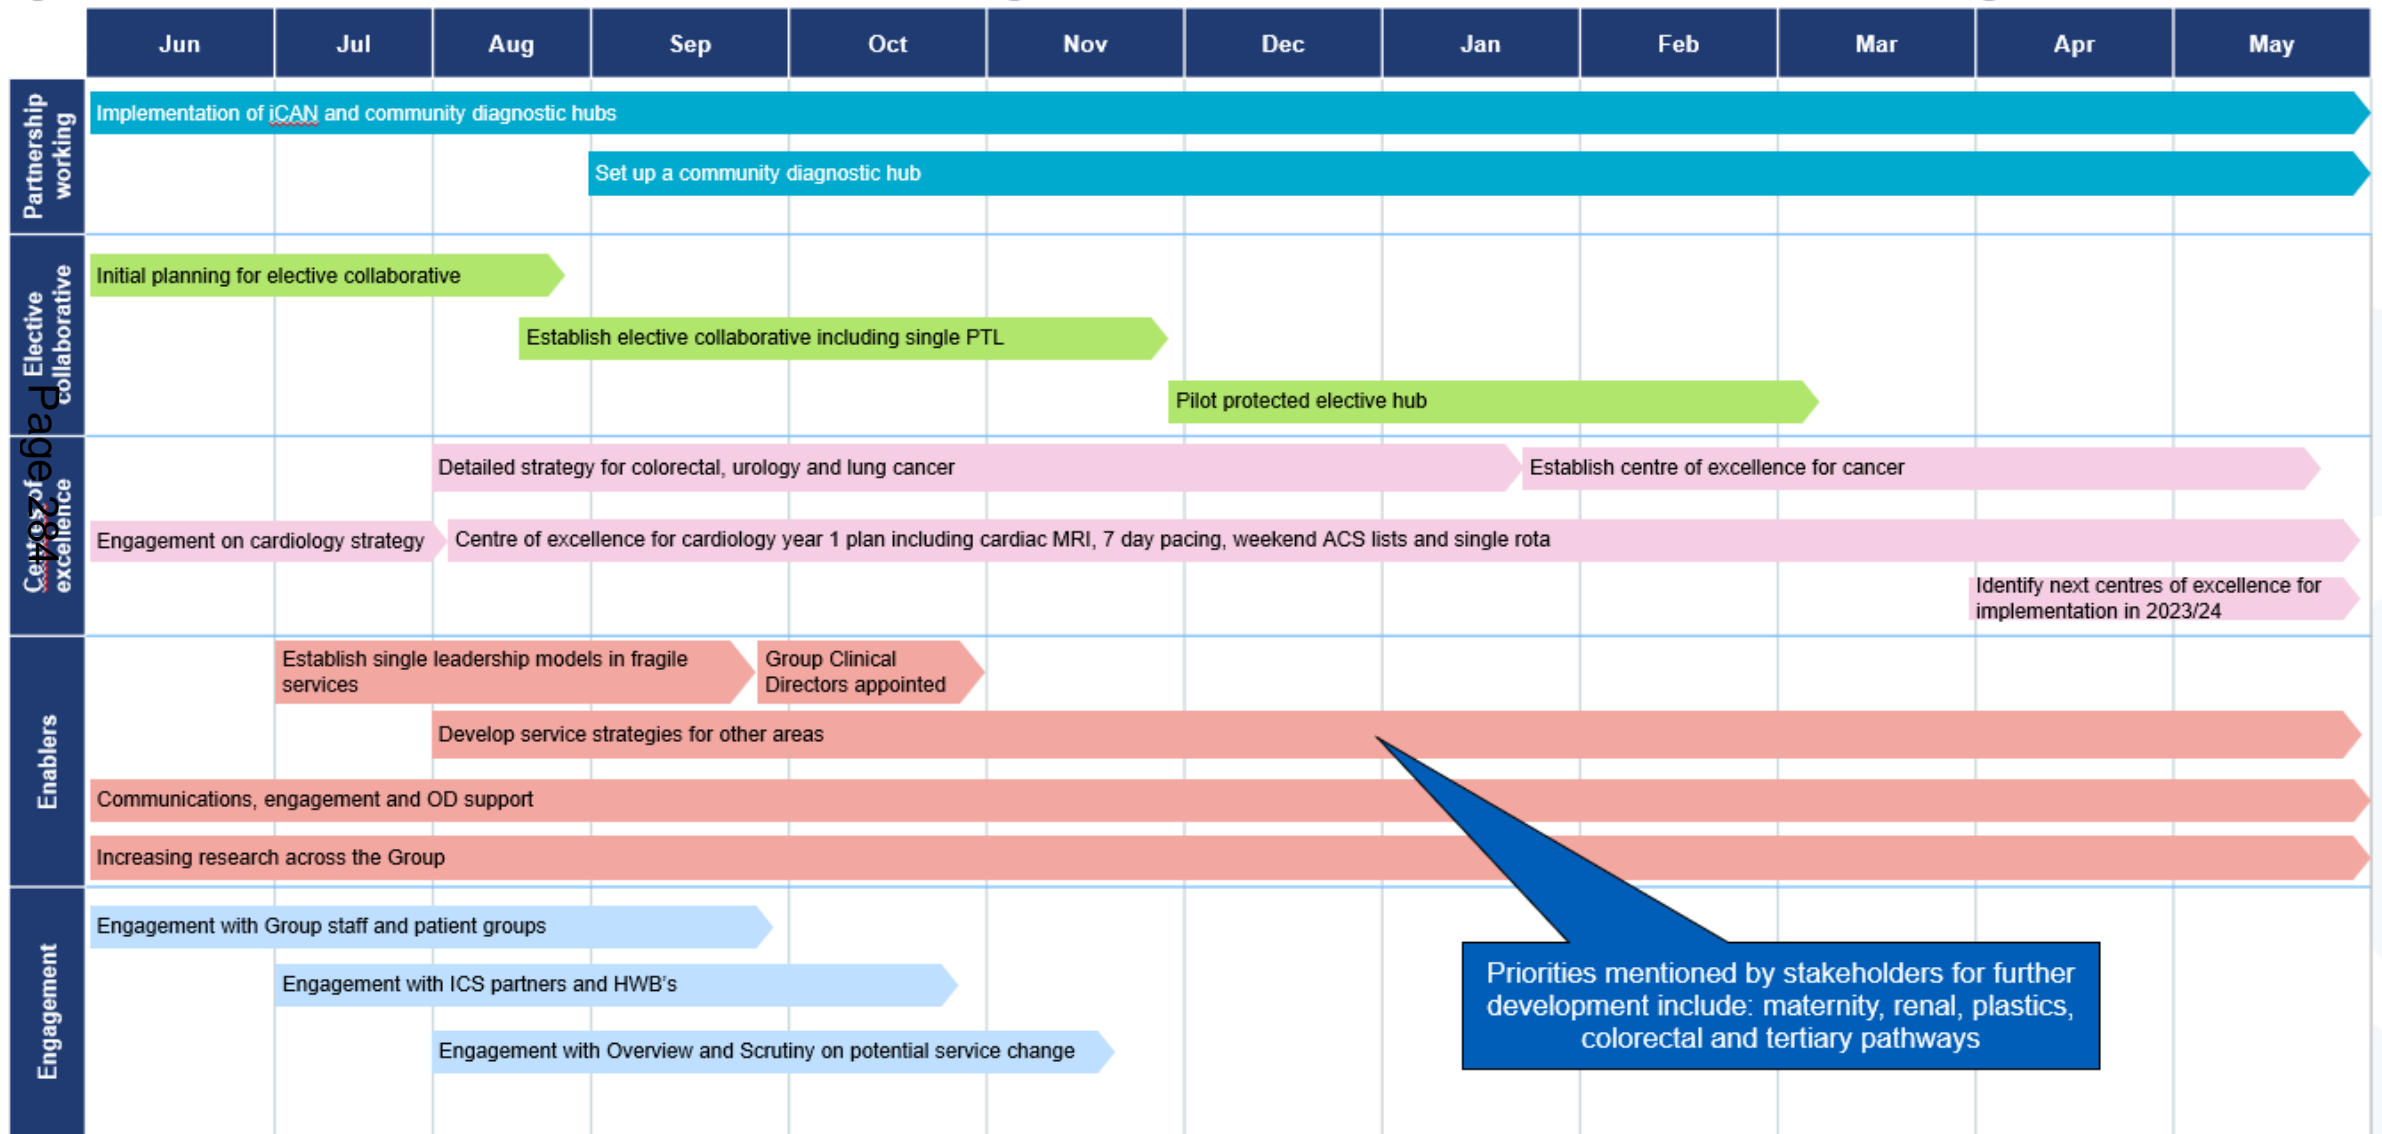 Jun Jul Aug Sep Oct Nov Dec Jan Feb Mar Apr May
Partnership
working
Implementation of iCAN and community diagnostic hubs
Set up a community diagnostic hub
Elective
collaborative
Initial planning for elective collaborative
Establish elective collaborative including single PTL
Pilot protected elective hub
Page 284
excellence
Detailed strategy for colorectal, urology and lung cancer
Establish centre of excellence for cancer
Engagement on cardiology strategy
Centre of excellence for cardiology year 1 plan including cardiac MRI, 7 day pacing, weekend ACS lists and single rota
Identify next centres of excellence for
implementation in 2023/24
Enablers
Establish single leadership models in fragile
services
Group Clinical
Directors appointed
Develop service strategies for other areas
Communications, engagement and OD support
Increasing research across the Group
Engagement
Engagement with Group staff and patient groups
Engagement with ICS partners and HWB's
Engagement with Overview and Scrutiny on potential service change
Priorities mentioned by stakeholders for further
development include: maternity, renal, plastics,
colorectal and tertiary pathways